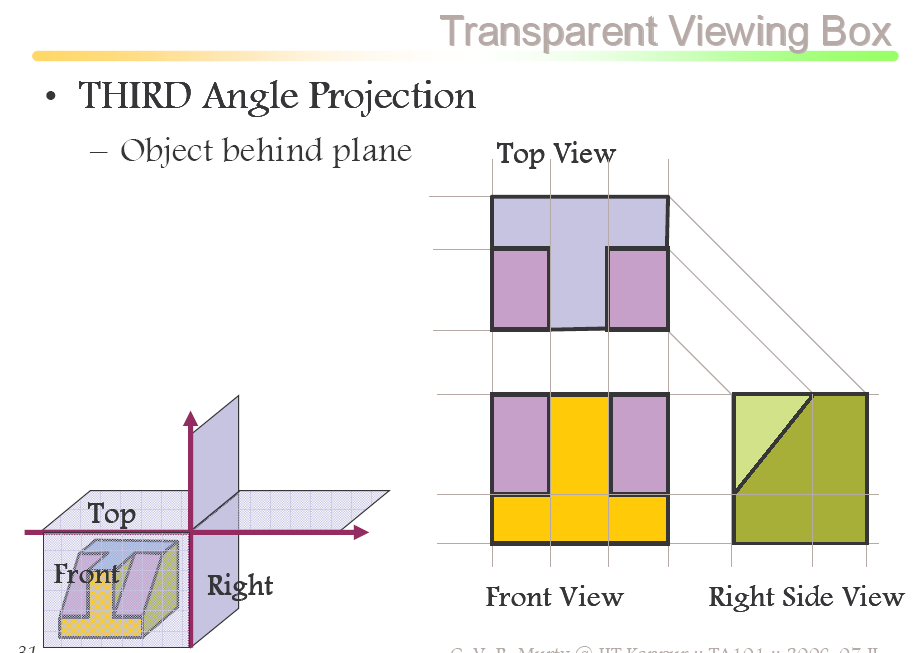 Transparent Viewing Box
• THIRD Angle Projection
– Object behind plane
Top View
Top
Front
Right
Front View
Right Side View
31